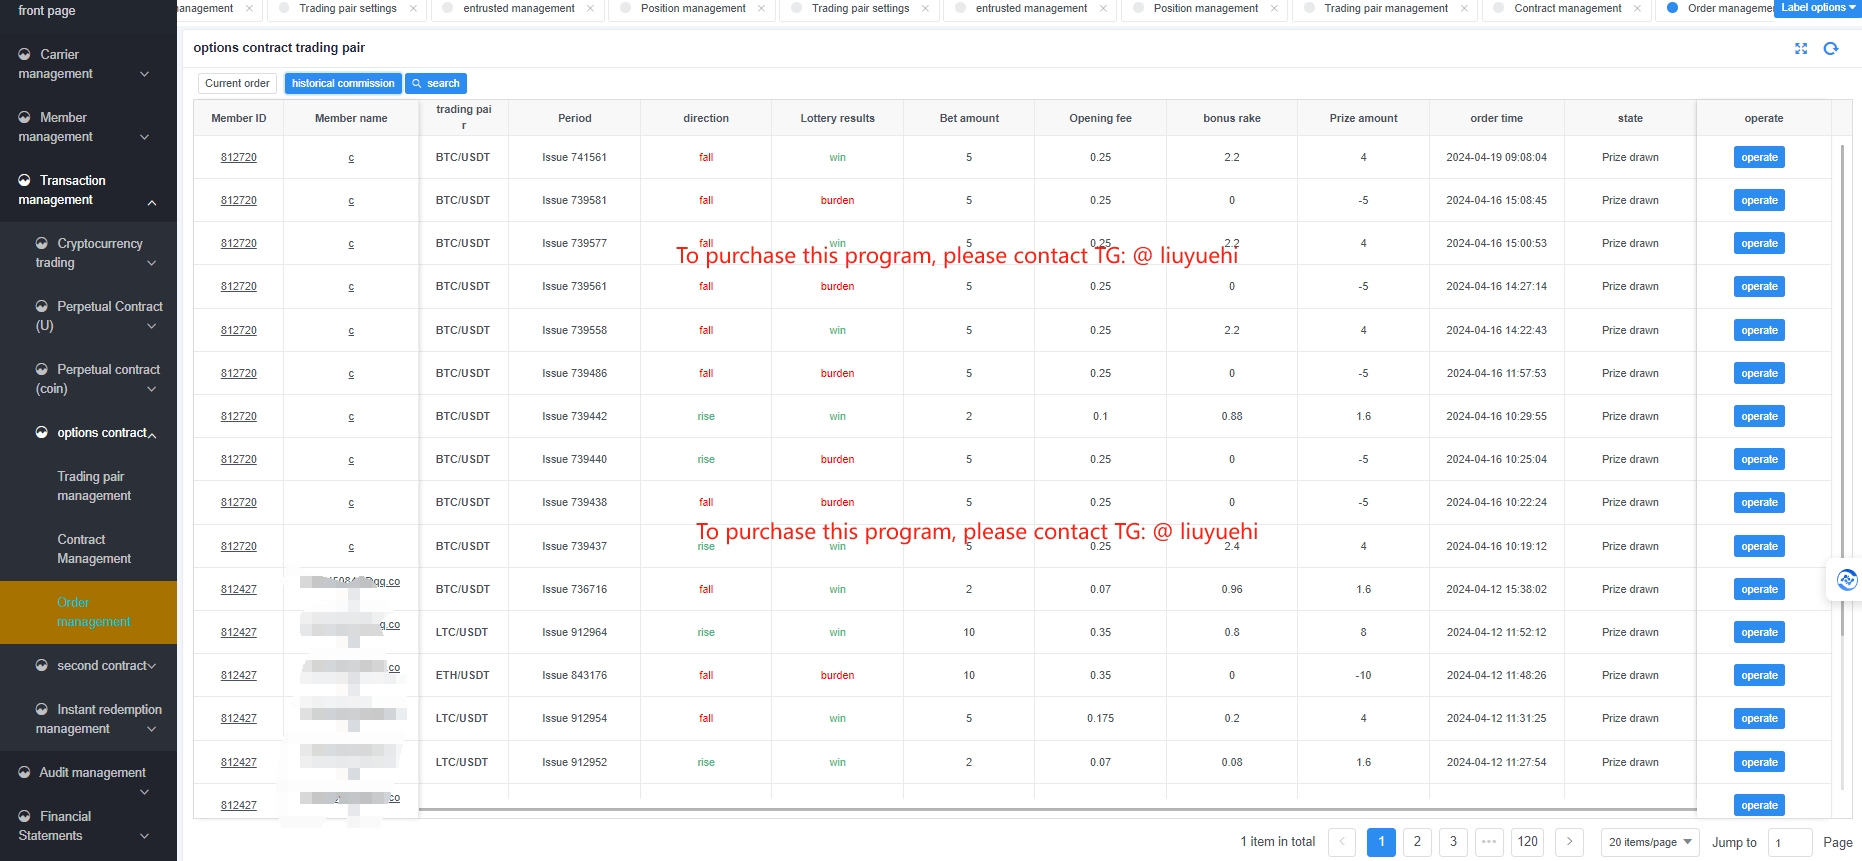 front page
Carrier
management
Member
management
Transaction
management
Cryptocurrency
trading
Perpetual Contract
(U)
Perpetual contract
(coin)
options contract
Trading pair
management
Contract
Management
Order
management
second contract
Instant redemption
management
Audit management
Financial
Statements
anagement Trading pair settings entrusted management Position management Trading pair settings entrusted management Position management Trading pair management Contract management Order manageme Label options
options contract trading pair
Current order historical commission search
Member ID Member name trading pai
r Period direction Lottery results Bet amount Opening fee bonus rake Prize amount order time state operate
812720 c BTC/USDT Issue 741561 fall win 5 0.25 2.2 4 2024-04-19 09:08:04 Prize drawn operate
812720 c BTC/USDT Issue 739581 fall burden 5 0.25 0 -5 2024-04-16 15:08:45 Prize drawn operate
812720 c BTC/USDT Issue 739577 fall win 5 0.25 2.2 4 2024-04-16 15:00:53 Prize drawn operate
To purchase this program, please contact TG: @ liuyuehi
812720 c BTC/USDT Issue 739561 fall burden 5 0.25 0 -5 2024-04-16 14:27:14 Prize drawn operate
812720 c BTC/USDT Issue 739558 fall win 5 0.25 2.2 4 2024-04-16 14:22:43 Prize drawn operate
812720 c BTC/USDT Issue 739486 fall burden 5 0.25 0 -5 2024-04-16 11:57:53 Prize drawn operate
812720 c BTC/USDT Issue 739442 rise win 2 0.1 0.88 1.6 2024-04-16 10:29:55 Prize drawn operate
812720 c BTC/USDT Issue 739440 rise burden 5 0.25 0 -5 2024-04-16 10:25:04 Prize drawn operate
812720 c BTC/USDT Issue 739438 fall burden 5 0.25 0 -5 2024-04-16 10:22:24 Prize drawn operate
To purchase this program, please contact TG: @ liuyuehi
812720 c BTC/USDT Issue 739437 rise win 5 0.25 2.4 4 2024-04-16 10:19:12 Prize drawn operate
812427 qq.co BTC/USDT Issue 736716 fall win 2 0.07 0.96 1.6 2024-04-12 15:38:02 Prize drawn operate
812427 q.co LTC/USDT Issue 912964 rise win 10 0.35 0.8 8 2024-04-12 11:52:12 Prize drawn operate
812427 .co ETH/USDT Issue 843176 fall burden 10 0.35 0 -10 2024-04-12 11:48:26 Prize drawn operate
812427 LTC/USDT Issue 912954 fall win 5 0.175 0.2 4 2024-04-12 11:31:25 Prize drawn operate
812427 LTC/USDT Issue 912952 rise win 2 0.07 0.08 1.6 2024-04-12 11:27:54 Prize drawn operate
812427 .co operate
1 item in total 1 2 3 ••• 120 20 items/page Jump to 1 Page